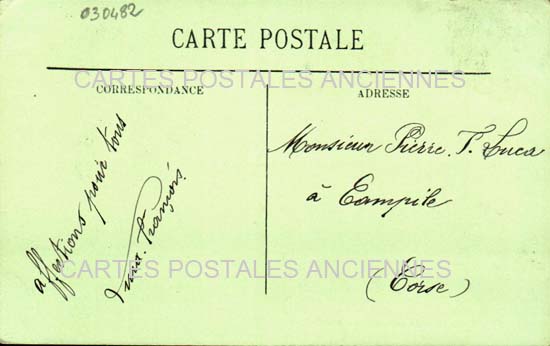 030482
CARTE POSTALE
CARTES POSTALES ANCIENNES
CORRESPONDANCE
ADRESSE
affections pour tous
François
Monsieur Pierre. T. Luca
à Campile
(Corse)
CARTES POSTALES ANCIENNES